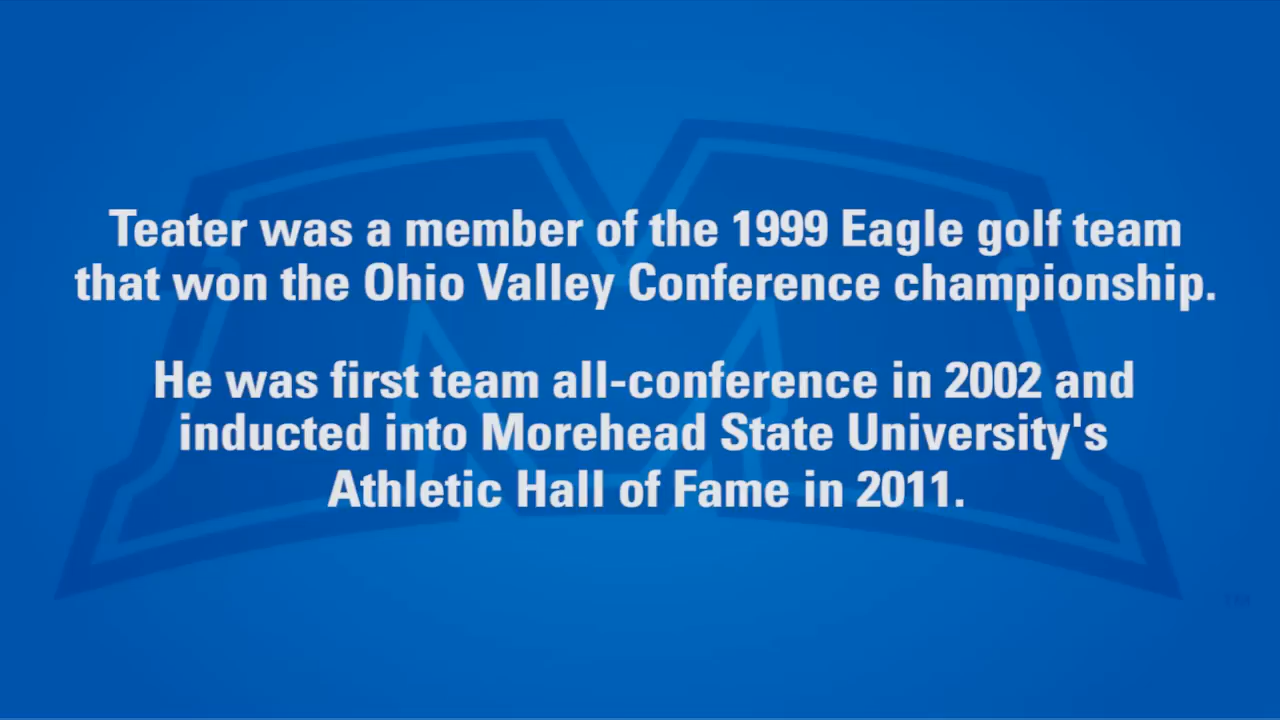 Teater was a member of the 1999 Eagle golf team
that won the Ohio Valley Conference championship.
He was first team all-conference in 2002 and
inducted into Morehead State University's
Athletic Hall of Fame in 2011.